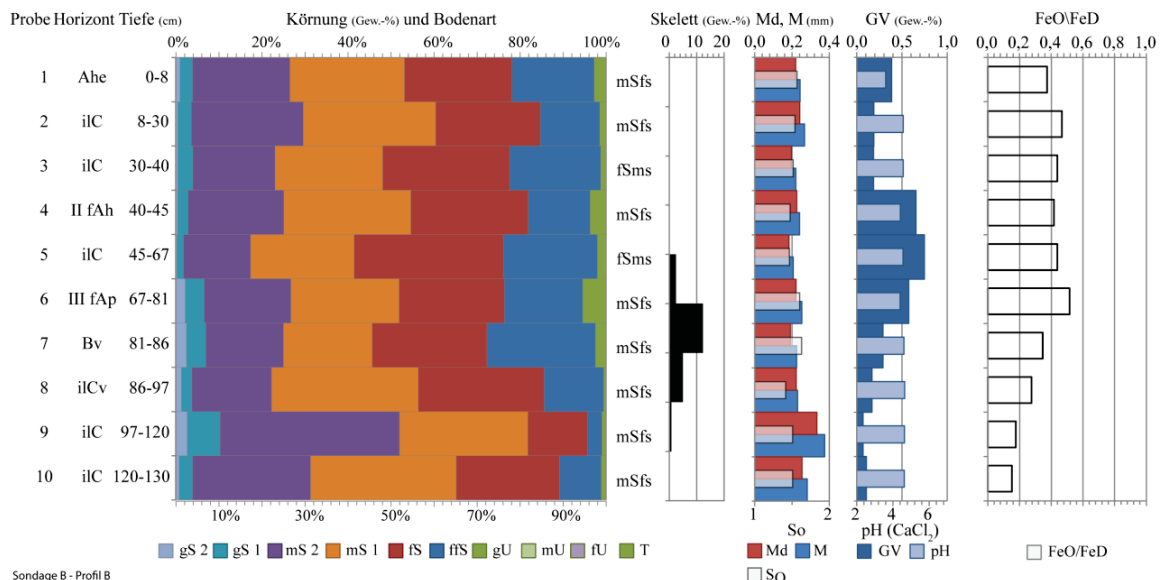 Probe Horizont Tiefe (cm) Körnung (Gew.-%) und Bodenart Skelett (Gew.-%) Md, M (mm) GV (Gew.-%) FeO\FeD
0% 20% 40% 60% 80% 100% 0 10 20 0,0 0,2 0,4 0,0 0,5 1,0 0,0 0,2 0,4 0,6 0,8 1,0
1 Ahe 0-8 mSfs
2 ilC 8-30 mSfs
3 ilC 30-40 fSms
4 II fAh 40-45 mSfs
5 ilC 45-67 fSms
6 III fAp 67-81 mSfs
7 Bv 81-86 mSfs
8 ilCv 86-97 mSfs
9 ilC 97-120 mSfs
10 ilC 120-130 mSfs
10% 30% 50% 70% 90% 1 2 2 4 6
So pH (CaCl2)
gS 2 gS 1 mS 2 mS 1 fS ffS gU mU fU T Md M GV pH FeO/FeD
So
Sondage B - Profil B